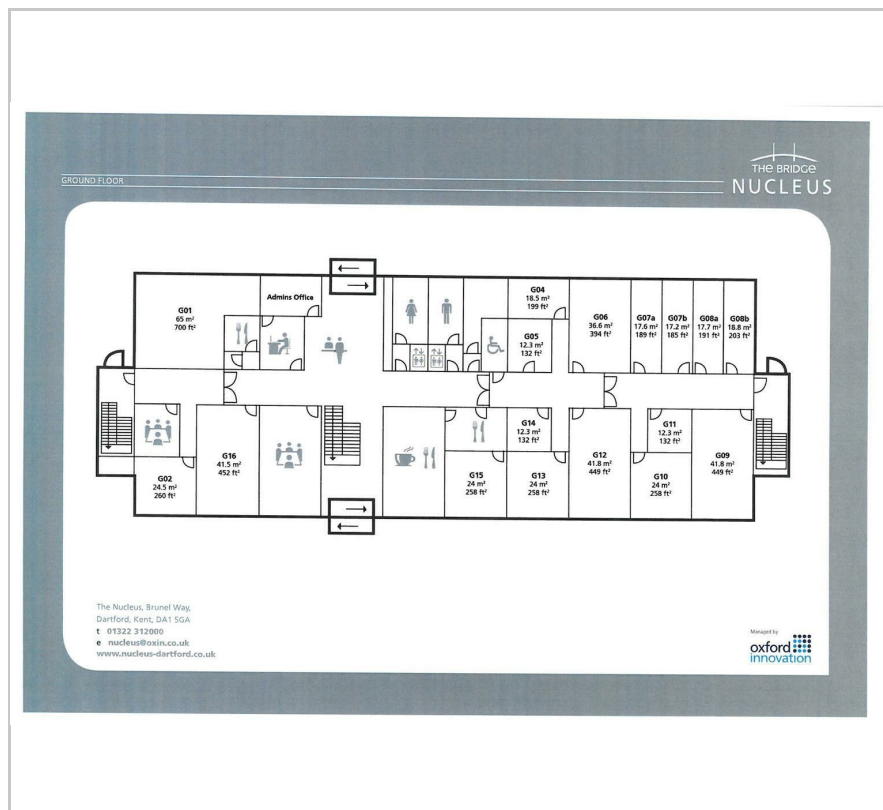 GROUND FLOOR
THE BRIDGE
NUCLEUS
Admins Office
G01
65 m²
700 ft²
G04
18.5 m²
199 ft²
G05
12.3 m²
132 ft²
G06
36.6 m²
394 ft²
G07a
17.6 m²
189 ft²
G07b
17.2 m²
185 ft²
G08a
17.7 m²
191 ft²
G08b
18.8 m²
203 ft²
G02
24.5 m²
260 ft²
G16
41.5 m²
452 ft²
G15
24 m²
258 ft²
G14
12.3 m²
132 ft²
G13
24 m²
258 ft²
G12
41.8 m²
449 ft²
G11
12.3 m²
132 ft²
G10
24 m²
258 ft²
G09
41.8 m²
449 ft²
The Nucleus, Brunel Way,
Dartford, Kent, DA1 5GA
t 01322 312000
e nucleus@oxin.co.uk
www.nucleus-dartford.co.uk
Managed by
oxford
innovation